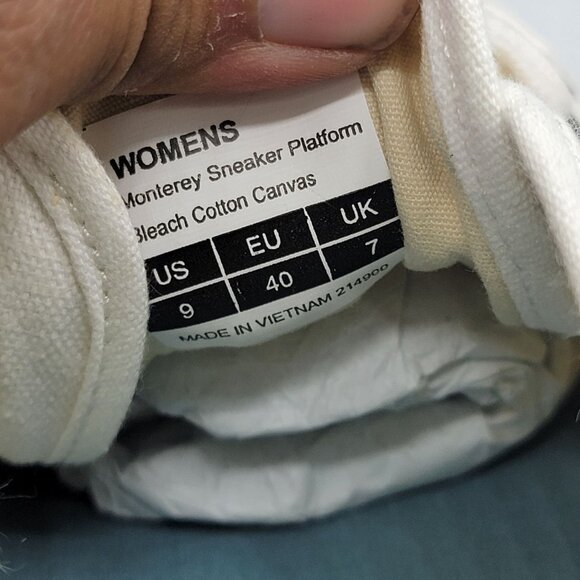 WOMENS
Monterey Sneaker Platform
Bleach Cotton Canvas
US EU UK
9 40 7
MADE IN VIETNAM 214900